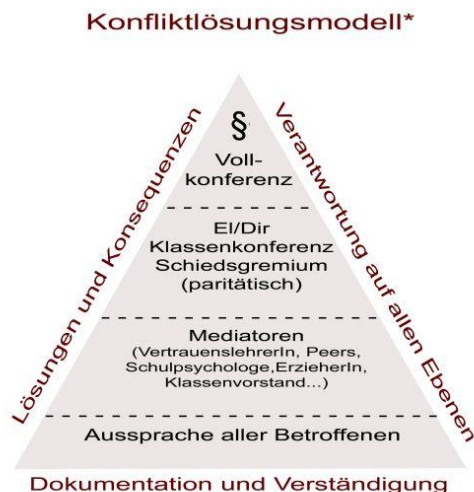 Konfliktlösungsmodell*
Lösungen und Konsequenzen
Verantwortung auf allen Ebenen
§
Voll-
konferenz
El/Dir
Klassenkonferenz
Schiedsgremium
(paritätisch)
Mediatoren
(VertrauenslehrerIn, Peers,
Schulpsychologe,ErzieherIn,
Klassenvorstand...)
Aussprache aller Betroffenen
Dokumentation und Verständigung